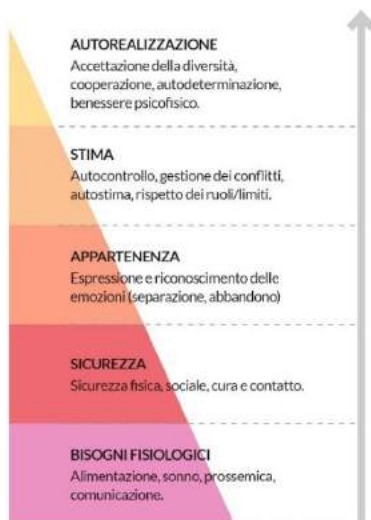 AUTOREALIZZAZIONE
Accettazione della diversità,
cooperazione, autodeterminazione,
benessere psicofisico.
STIMA
Autocontrollo, gestione dei conflitti,
autostima, rispetto dei ruoli/limiti.
APPARTENENZA
Espressione e riconoscimento delle
emozioni (separazione, abbandono)
SICUREZZA
Sicurezza fisica, sociale, cura e contatto.
BISOGNI FISIOLOGICI
Alimentazione, sonno, prossemica,
comunicazione.